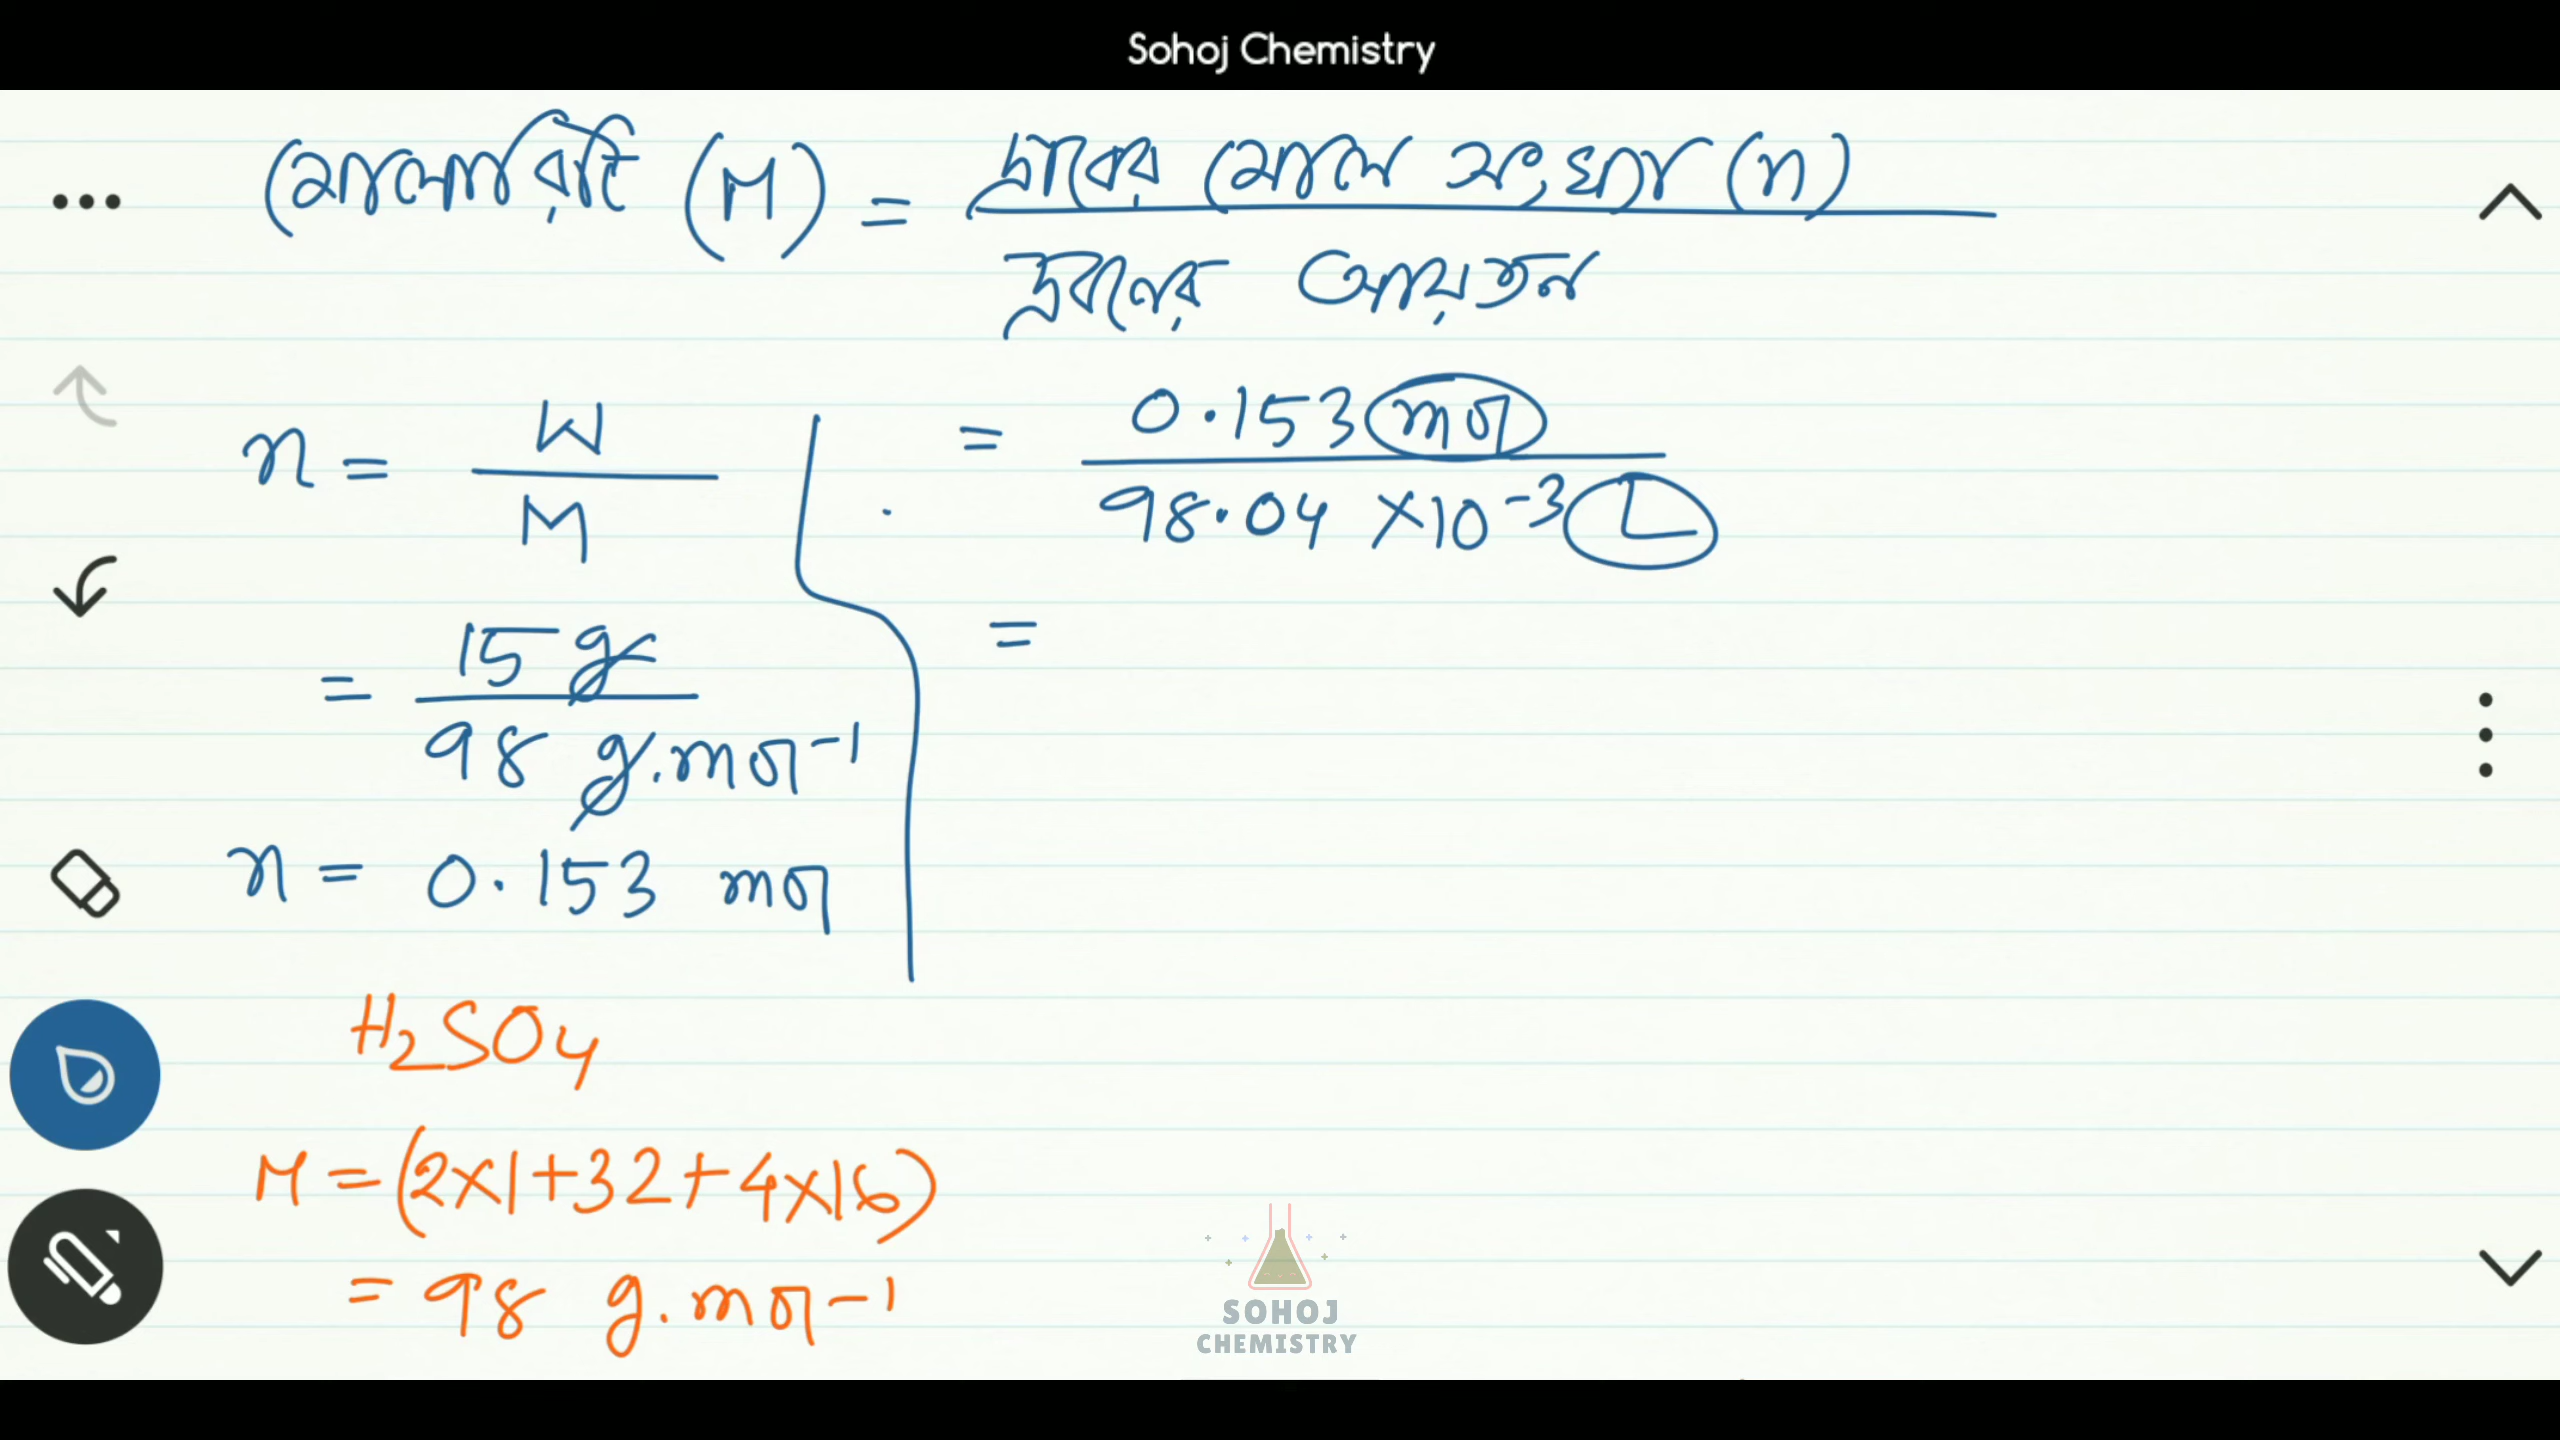 Sohoj Chemistry
মোলারিটি (M) = দ্রবের মোল সংখ্যা (n)
দ্রবনের আয়তন
n = W
M
= 15 g
98 g.mol-1
n = 0.153 mol
= 0.153 mol
98.04 ×10-3 L
=
H2SO4
M = (2×1+32+4×16)
= 98 g.mol-1
SOHOJ
CHEMISTRY